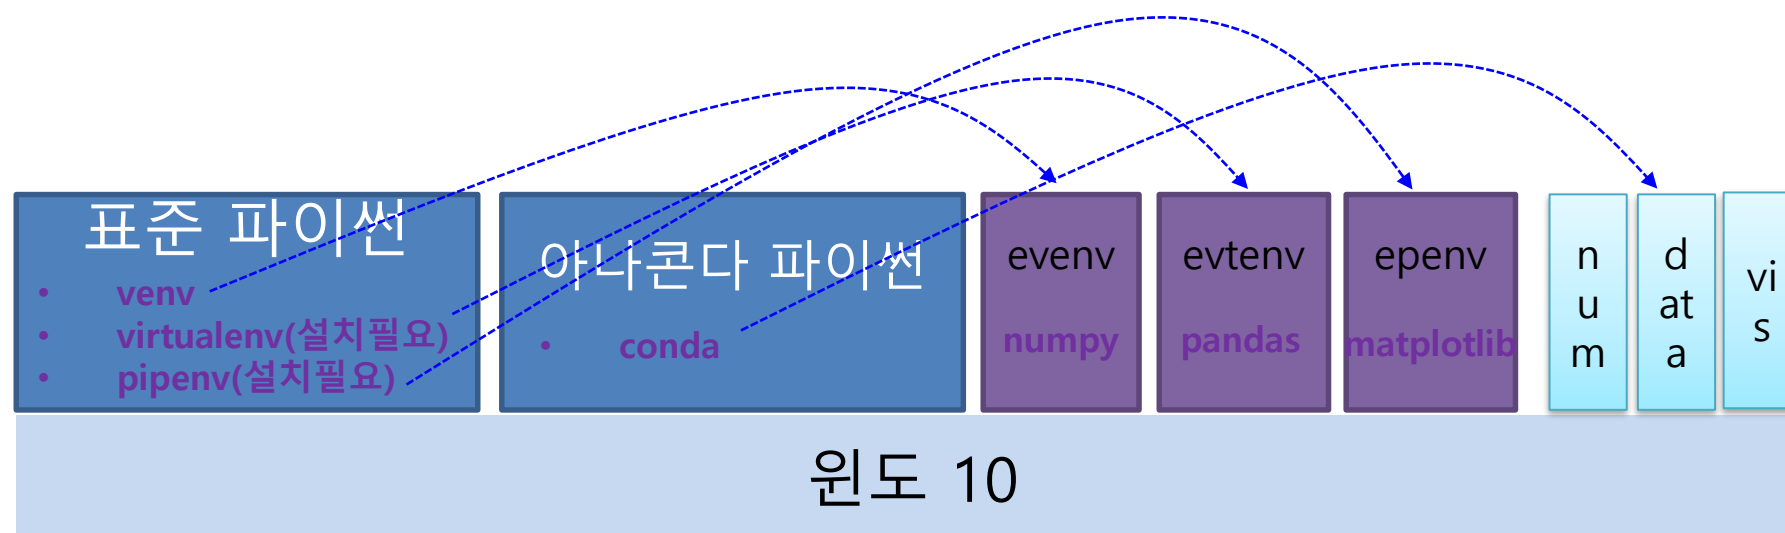 표준 파이썬
• venv
• virtualenv(설치필요)
• pipenv(설치필요)
아나콘다 파이썬
• conda
evenv
numpy
evtenv
pandas
epenv
matplotlib
n
u
m
d
at
a
vi
s
윈도 10